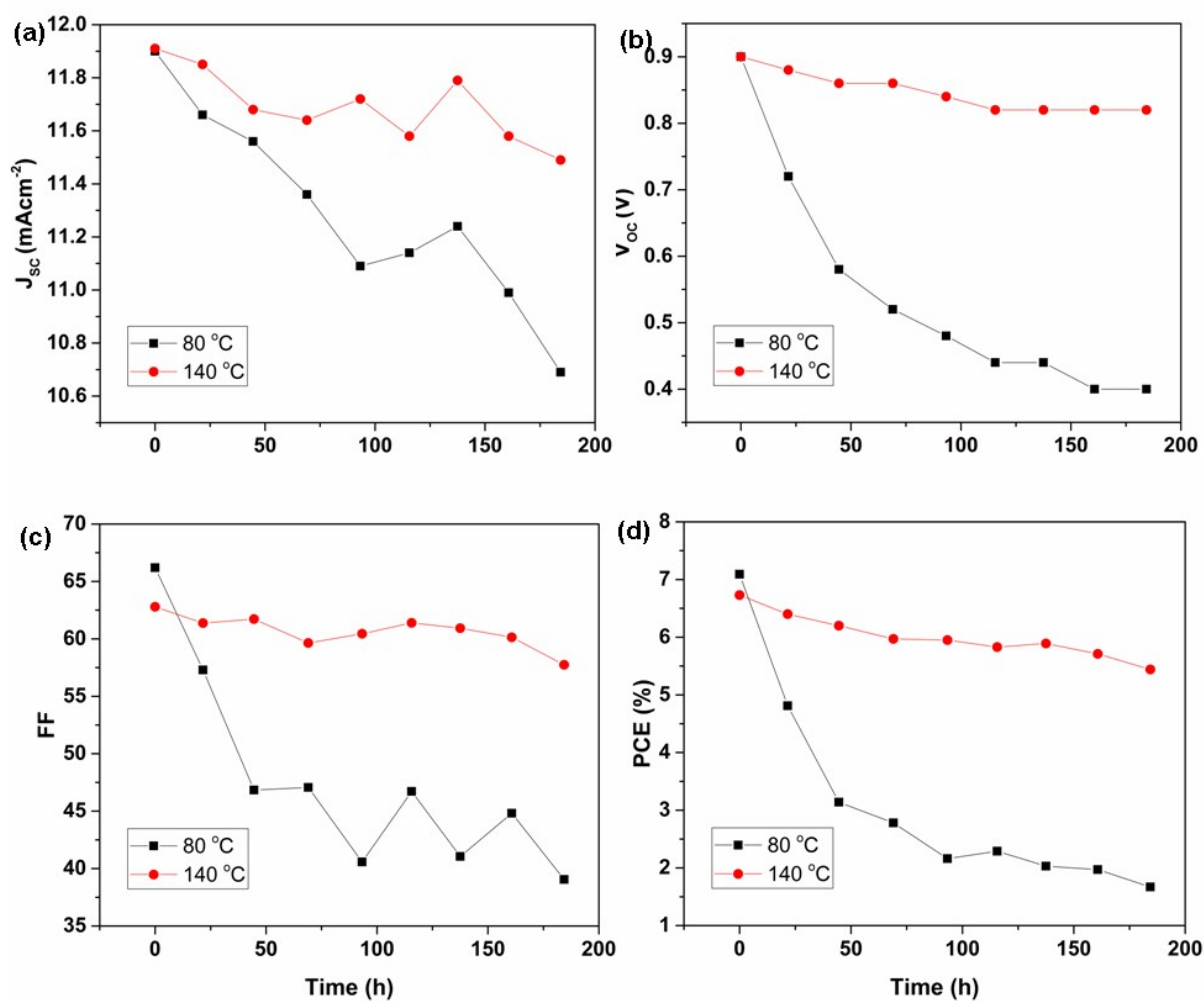 (a)
12.0
11.8
11.6
11.4
11.2
11.0
10.8
10.6
J_SC (mAcm^-2)
80 °C
140 °C
0 50 100 150 200
(b)
0.9
0.8
0.7
0.6
0.5
0.4
V_OC (V)
80 °C
140 °C
0 50 100 150 200
(c)
70
65
60
55
50
45
40
35
FF
80 °C
140 °C
0 50 100 150 200
Time (h)
(d)
8
7
6
5
4
3
2
1
PCE (%)
80 °C
140 °C
0 50 100 150 200
Time (h)